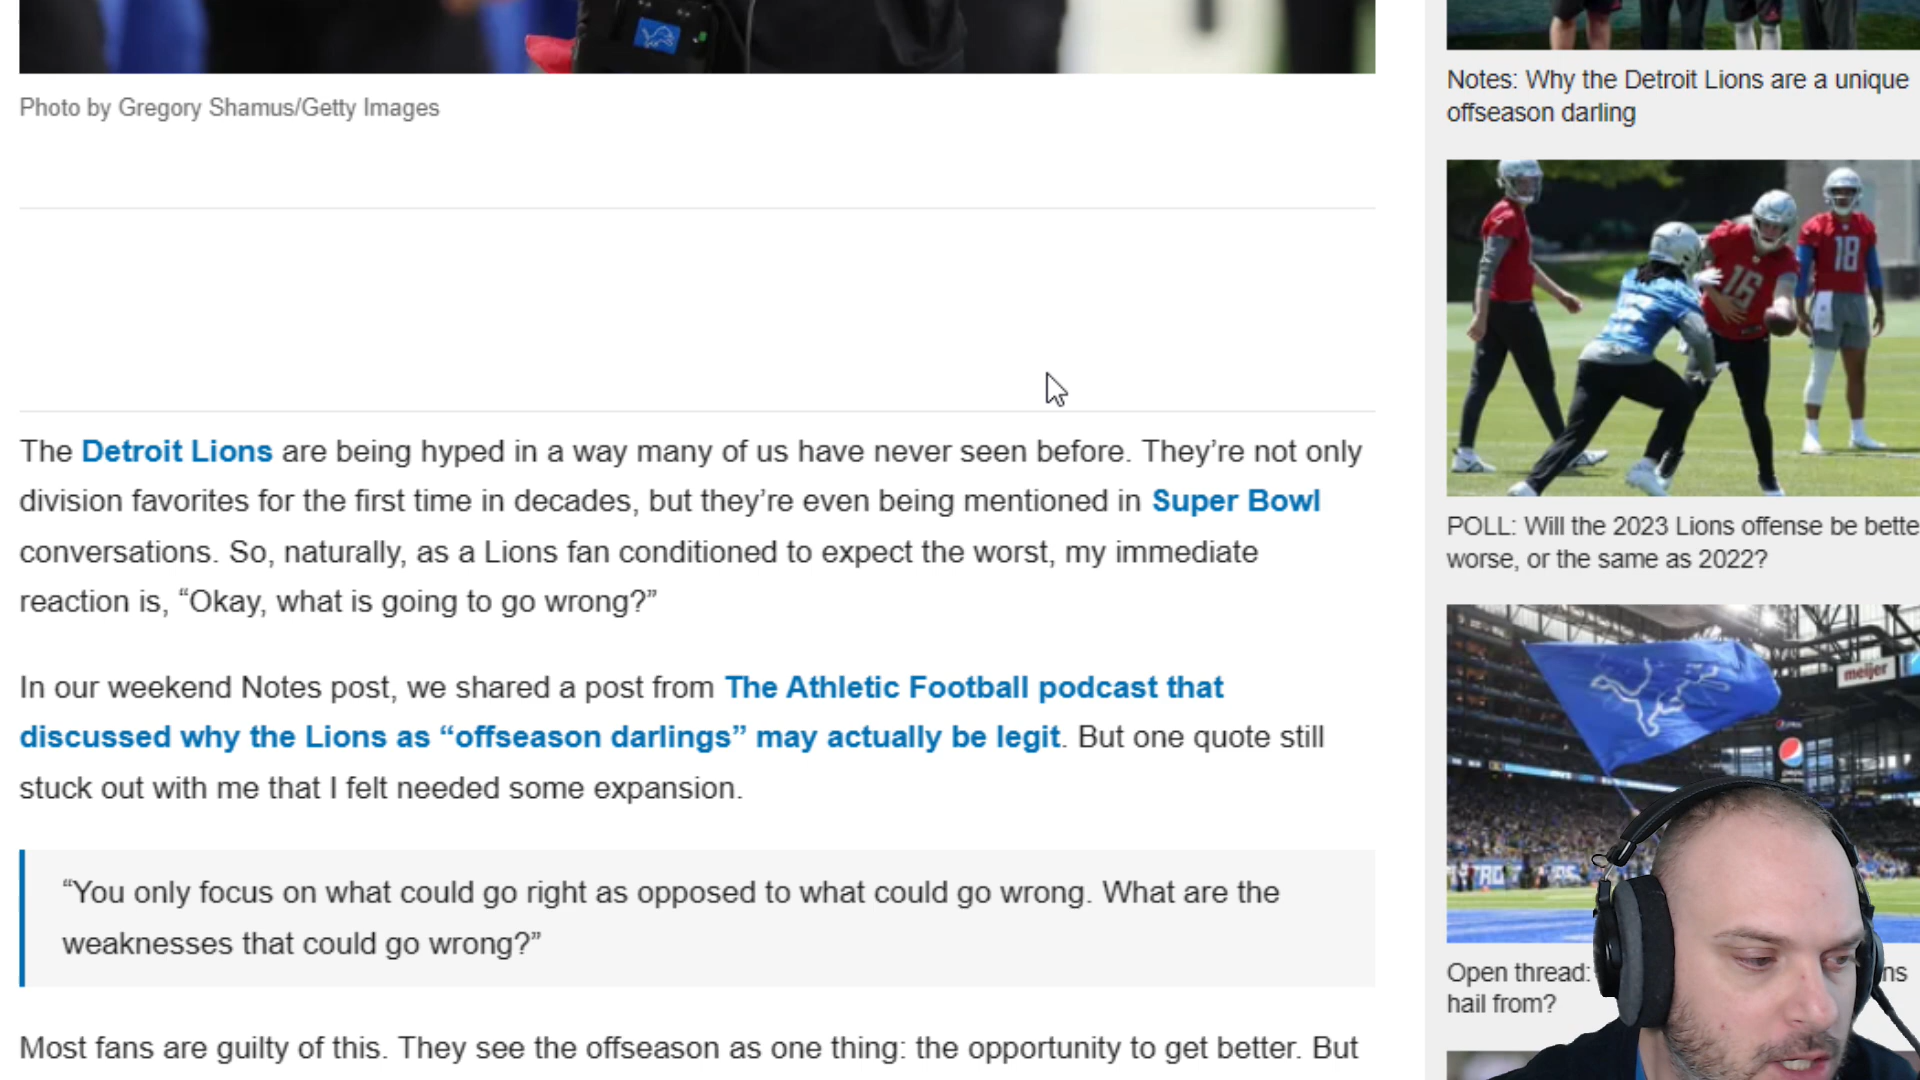 Photo by Gregory Shamus/Getty Images
The Detroit Lions are being hyped in a way many of us have never seen before. They’re not only
division favorites for the first time in decades, but they’re even being mentioned in Super Bowl
conversations. So, naturally, as a Lions fan conditioned to expect the worst, my immediate
reaction is, “Okay, what is going to go wrong?”
In our weekend Notes post, we shared a post from The Athletic Football podcast that
discussed why the Lions as “offseason darlings” may actually be legit. But one quote still
stuck out with me that I felt needed some expansion.
“You only focus on what could go right as opposed to what could go wrong. What are the
weaknesses that could go wrong?”
Most fans are guilty of this. They see the offseason as one thing: the opportunity to get better. But
Notes: Why the Detroit Lions are a unique
offseason darling
16
18
POLL: Will the 2023 Lions offense be bette
worse, or the same as 2022?
meijer
Open thread: ns
hail from?